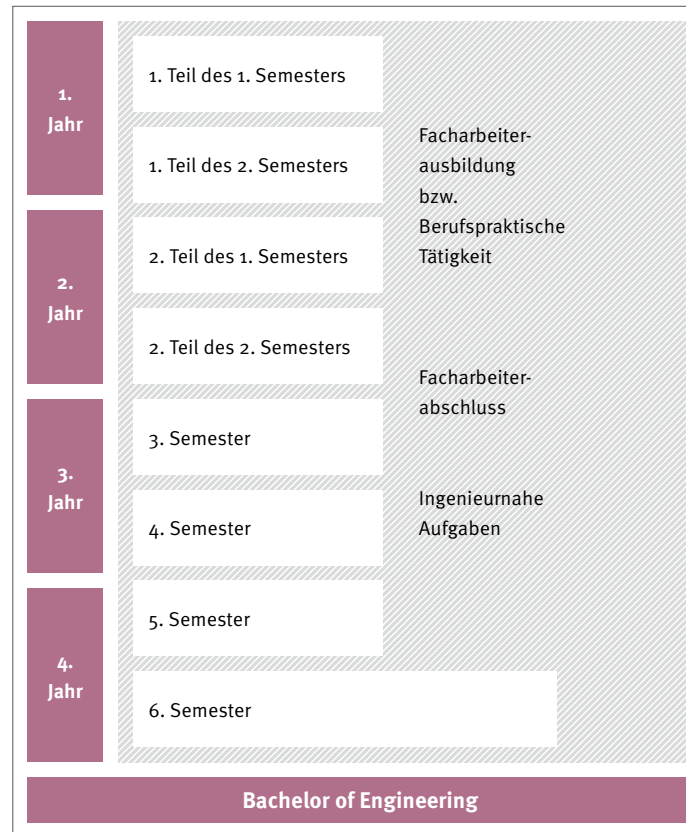 1.
Jahr
1. Teil des 1. Semesters
1. Teil des 2. Semesters
Facharbeiter-
ausbildung
bzw.
Berufspraktische
Tätigkeit
2.
Jahr
2. Teil des 1. Semesters
2. Teil des 2. Semesters
Facharbeiter-
abschluss
3.
Jahr
3. Semester
4. Semester
Ingenieurnahe
Aufgaben
4.
Jahr
5. Semester
6. Semester
Bachelor of Engineering